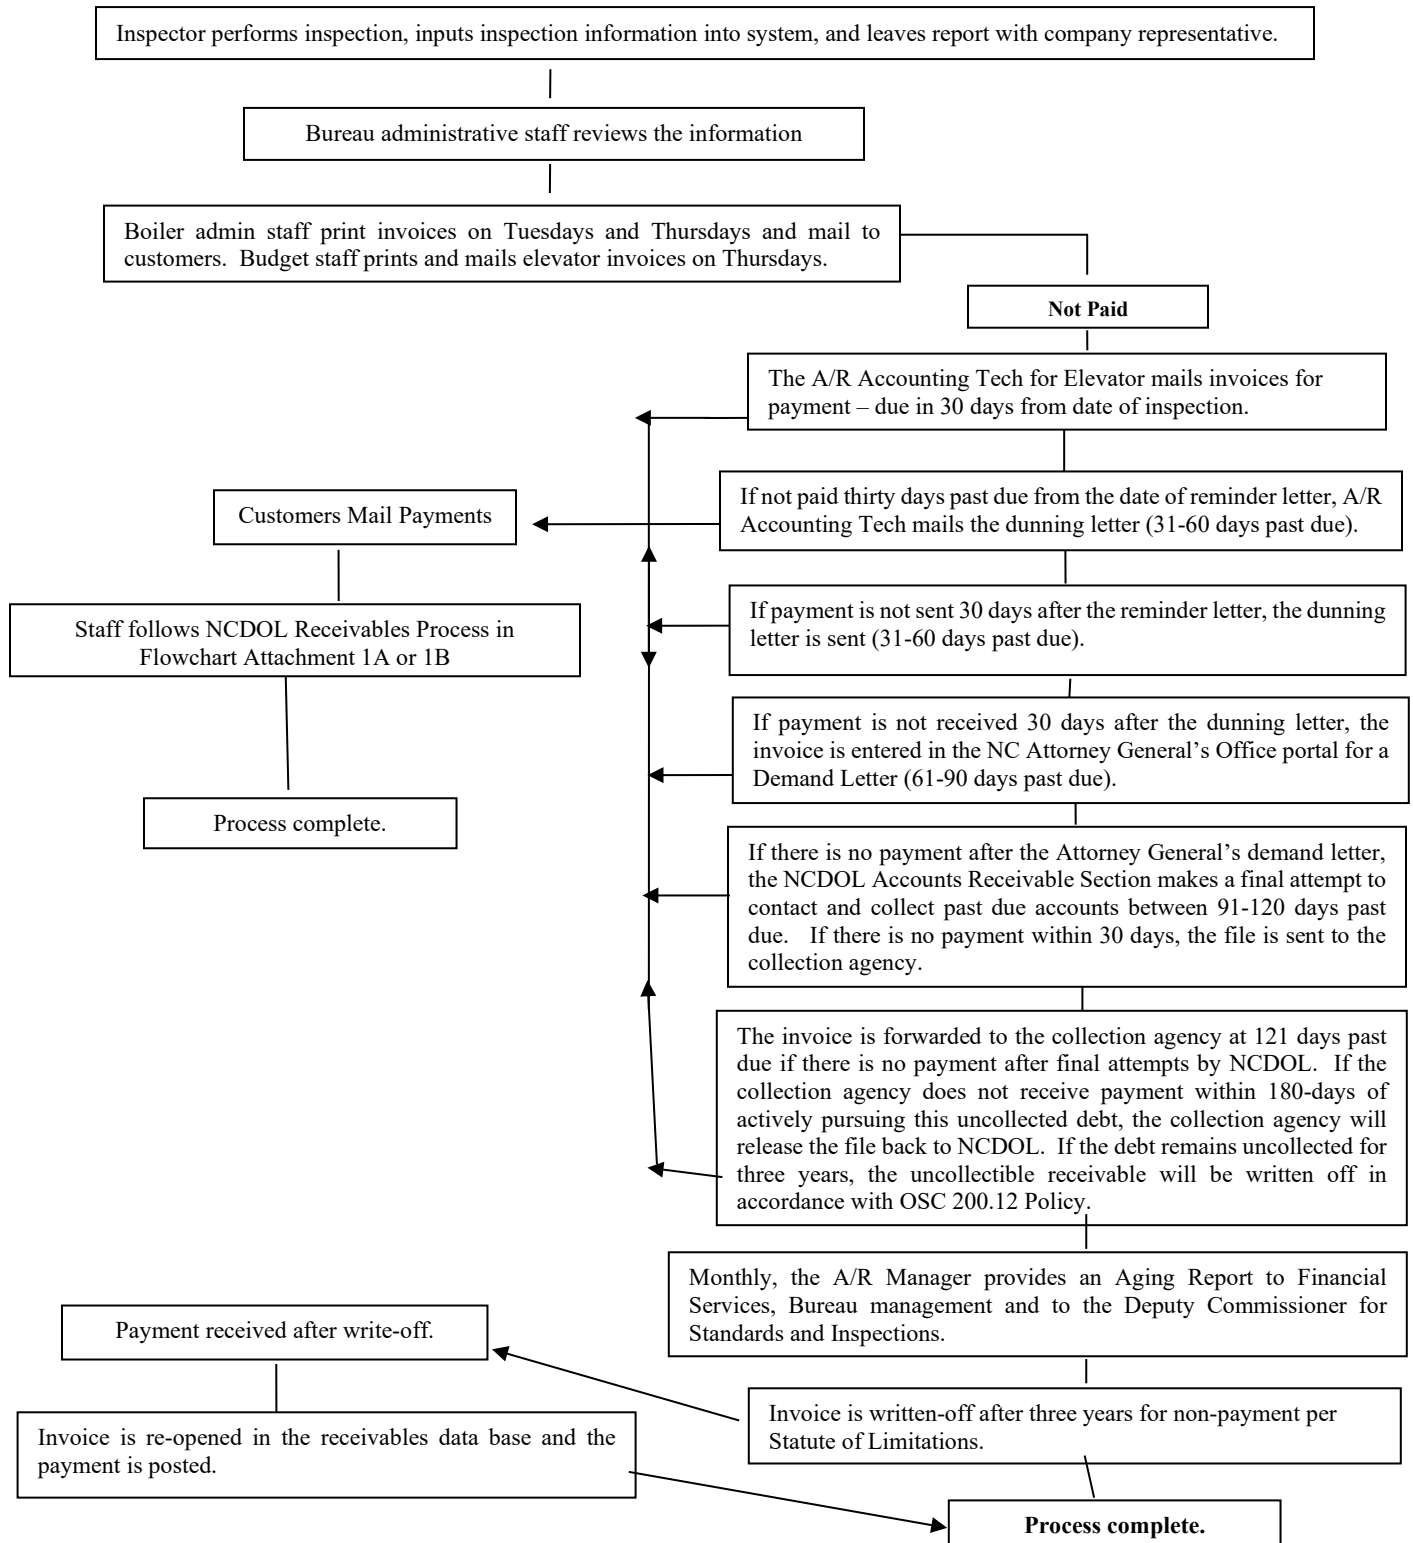 Inspector performs inspection, inputs inspection information into system, and leaves report with company representative.
Bureau administrative staff reviews the information
Boiler admin staff print invoices on Tuesdays and Thursdays and mail to
customers. Budget staff prints and mails elevator invoices on Thursdays.
Not Paid
The A/R Accounting Tech for Elevator mails invoices for
payment – due in 30 days from date of inspection.
If not paid thirty days past due from the date of reminder letter, A/R
Accounting Tech mails the dunning letter (31-60 days past due).
Customers Mail Payments
If payment is not sent 30 days after the reminder letter, the dunning
letter is sent (31-60 days past due).
Staff follows NCDOL Receivables Process in
Flowchart Attachment 1A or 1B
If payment is not received 30 days after the dunning letter, the
invoice is entered in the NC Attorney General’s Office portal for a
Demand Letter (61-90 days past due).
Process complete.
If there is no payment after the Attorney General’s demand letter,
the NCDOL Accounts Receivable Section makes a final attempt to
contact and collect past due accounts between 91-120 days past
due. If there is no payment within 30 days, the file is sent to the
collection agency.
The invoice is forwarded to the collection agency at 121 days past
due if there is no payment after final attempts by NCDOL. If the
collection agency does not receive payment within 180-days of
actively pursuing this uncollected debt, the collection agency will
release the file back to NCDOL. If the debt remains uncollected for
three years, the uncollectible receivable will be written off in
accordance with OSC 200.12 Policy.
Monthly, the A/R Manager provides an Aging Report to Financial
Services, Bureau management and to the Deputy Commissioner for
Standards and Inspections.
Payment received after write-off.
Invoice is written-off after three years for non-payment per
Statute of Limitations.
Invoice is re-opened in the receivables data base and the
payment is posted.
Process complete.